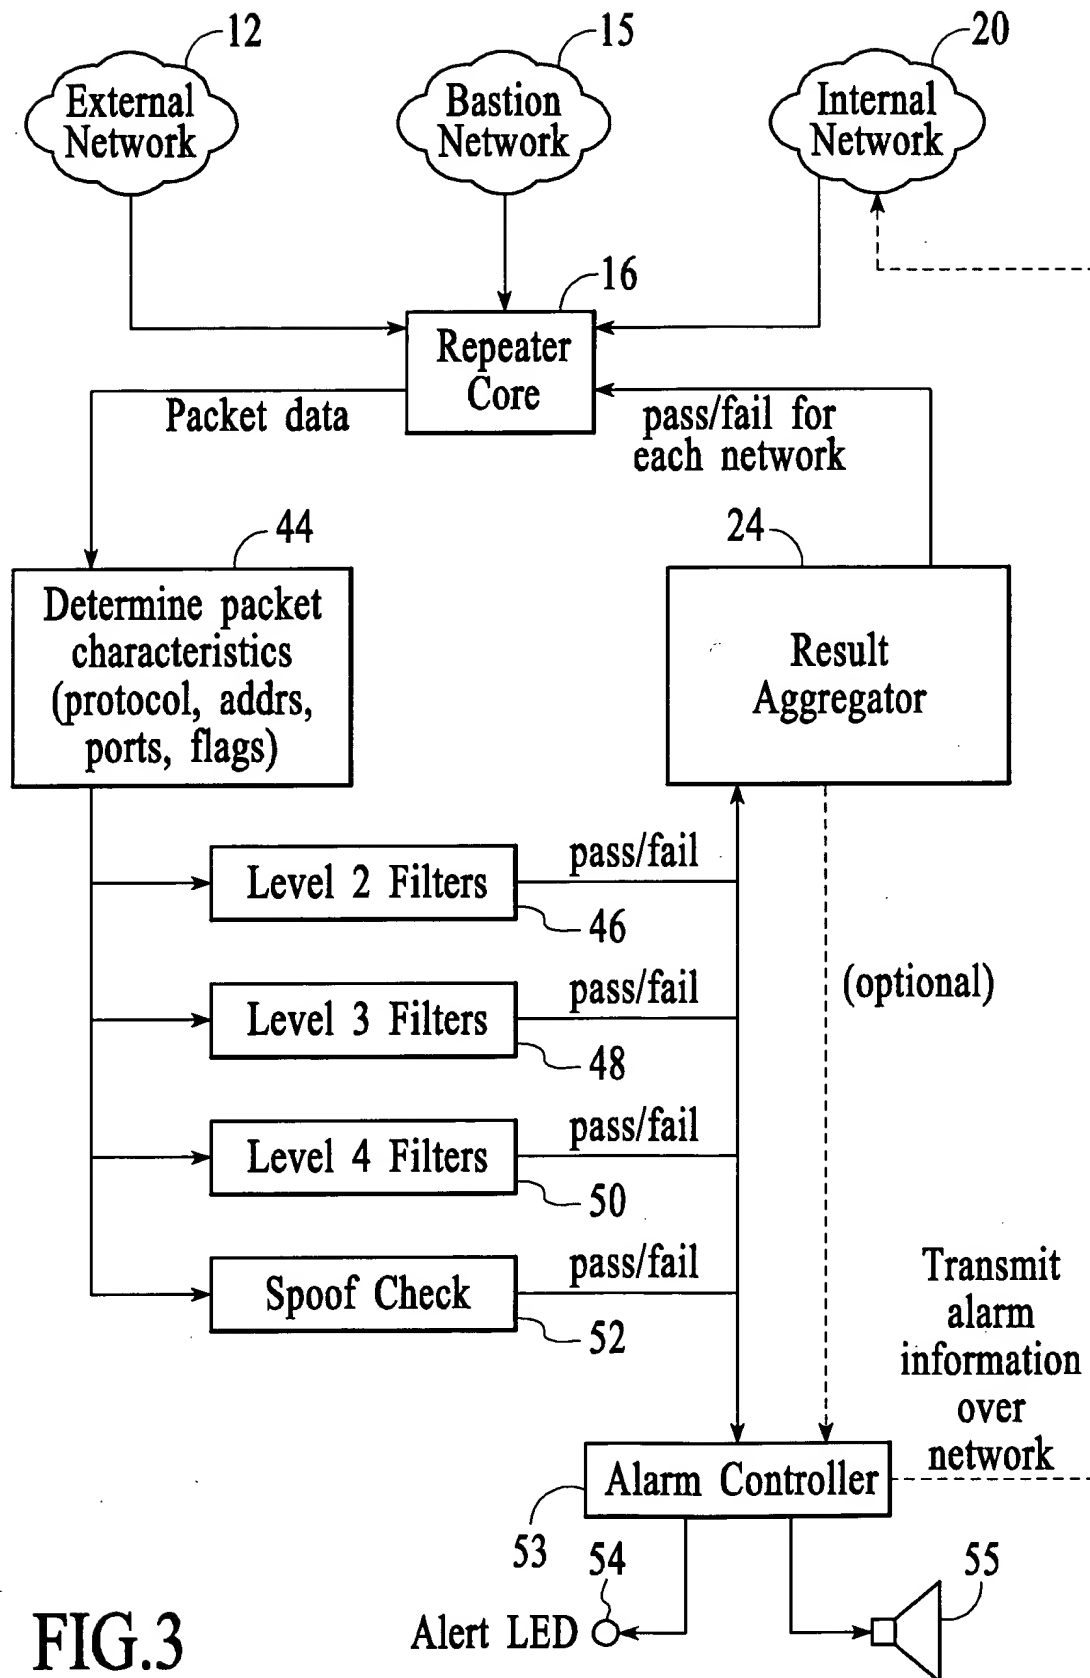 12
15
20
External
Network
Bastion
Network
Internal
Network
16
Repeater
Core
Packet data
pass/fail for
each network
44
24
Determine packet
characteristics
(protocol, addrs,
ports, flags)
Result
Aggregator
pass/fail
Level 2 Filters
46
(optional)
pass/fail
Level 3 Filters
48
pass/fail
Level 4 Filters
50
pass/fail
Spoof Check
52
Transmit
alarm
information
over
network
Alarm Controller
53
54
55
Alert LED
FIG.3